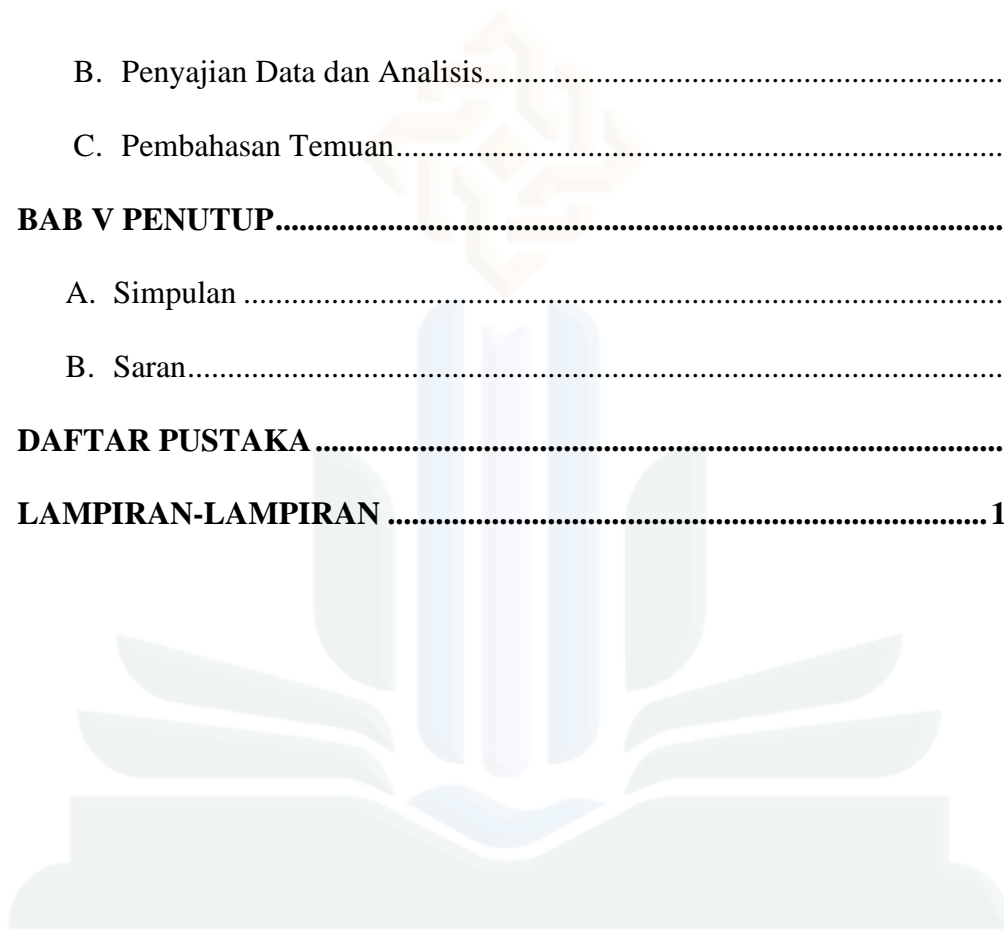 B. Penyajian Data dan Analisis.................................................................
C. Pembahasan Temuan............................................................................
BAB V PENUTUP............................................................................................
A. Simpulan ...............................................................................................
B. Saran......................................................................................................
DAFTAR PUSTAKA ......................................................................................
LAMPIRAN-LAMPIRAN ........................................................................... 1